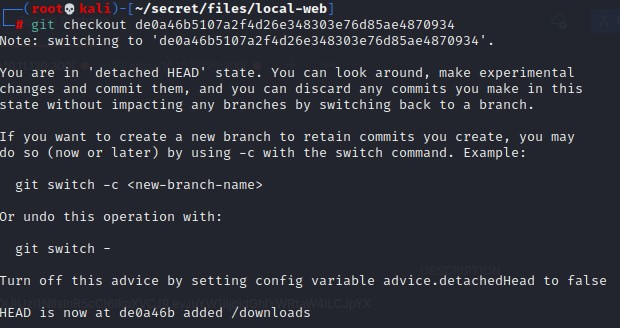 ┌──(root💀kali)-[~/secret/files/local-web]
└─# git checkout de0a46b5107a2f4d26e348303e76d85ae4870934
Note: switching to 'de0a46b5107a2f4d26e348303e76d85ae4870934'.
You are in 'detached HEAD' state. You can look around, make experimental
changes and commit them, and you can discard any commits you make in this
state without impacting any branches by switching back to a branch.
If you want to create a new branch to retain commits you create, you may
do so (now or later) by using -c with the switch command. Example:
git switch -c <new-branch-name>
Or undo this operation with:
git switch -
Turn off this advice by setting config variable advice.detachedHead to false
HEAD is now at de0a46b added /downloads